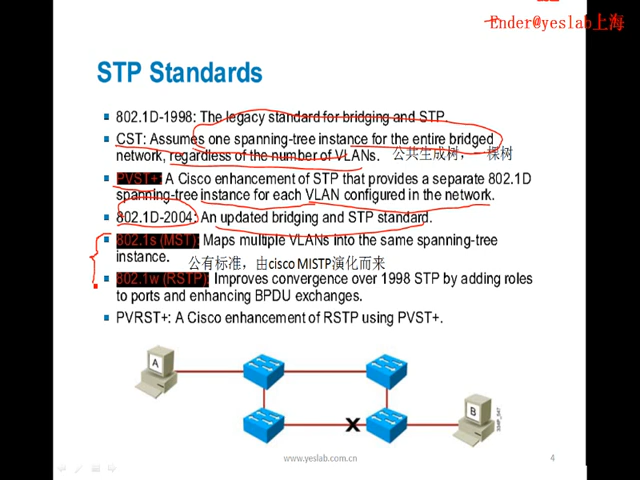 Ender@yeslab上海
STP Standards
802.1D-1998: The legacy standard for bridging and STP.
CST: Assumes one spanning-tree instance for the entire bridged
network, regardless of the number of VLANs. 公共生成树，一棵树
PVST+: A Cisco enhancement of STP that provides a separate 802.1D
spanning-tree instance for each VLAN configured in the network.
802.1D-2004: An updated bridging and STP standard.
802.1s (MST): Maps multiple VLANs into the same spanning-tree
instance. 公有标准，由cisco MISTP演化而来
802.1w (RSTP): Improves convergence over 1998 STP by adding roles
to ports and enhancing BPDU exchanges.
PVRST+: A Cisco enhancement of RSTP using PVST+.
A
B
X
www.yeslab.com.cn
4